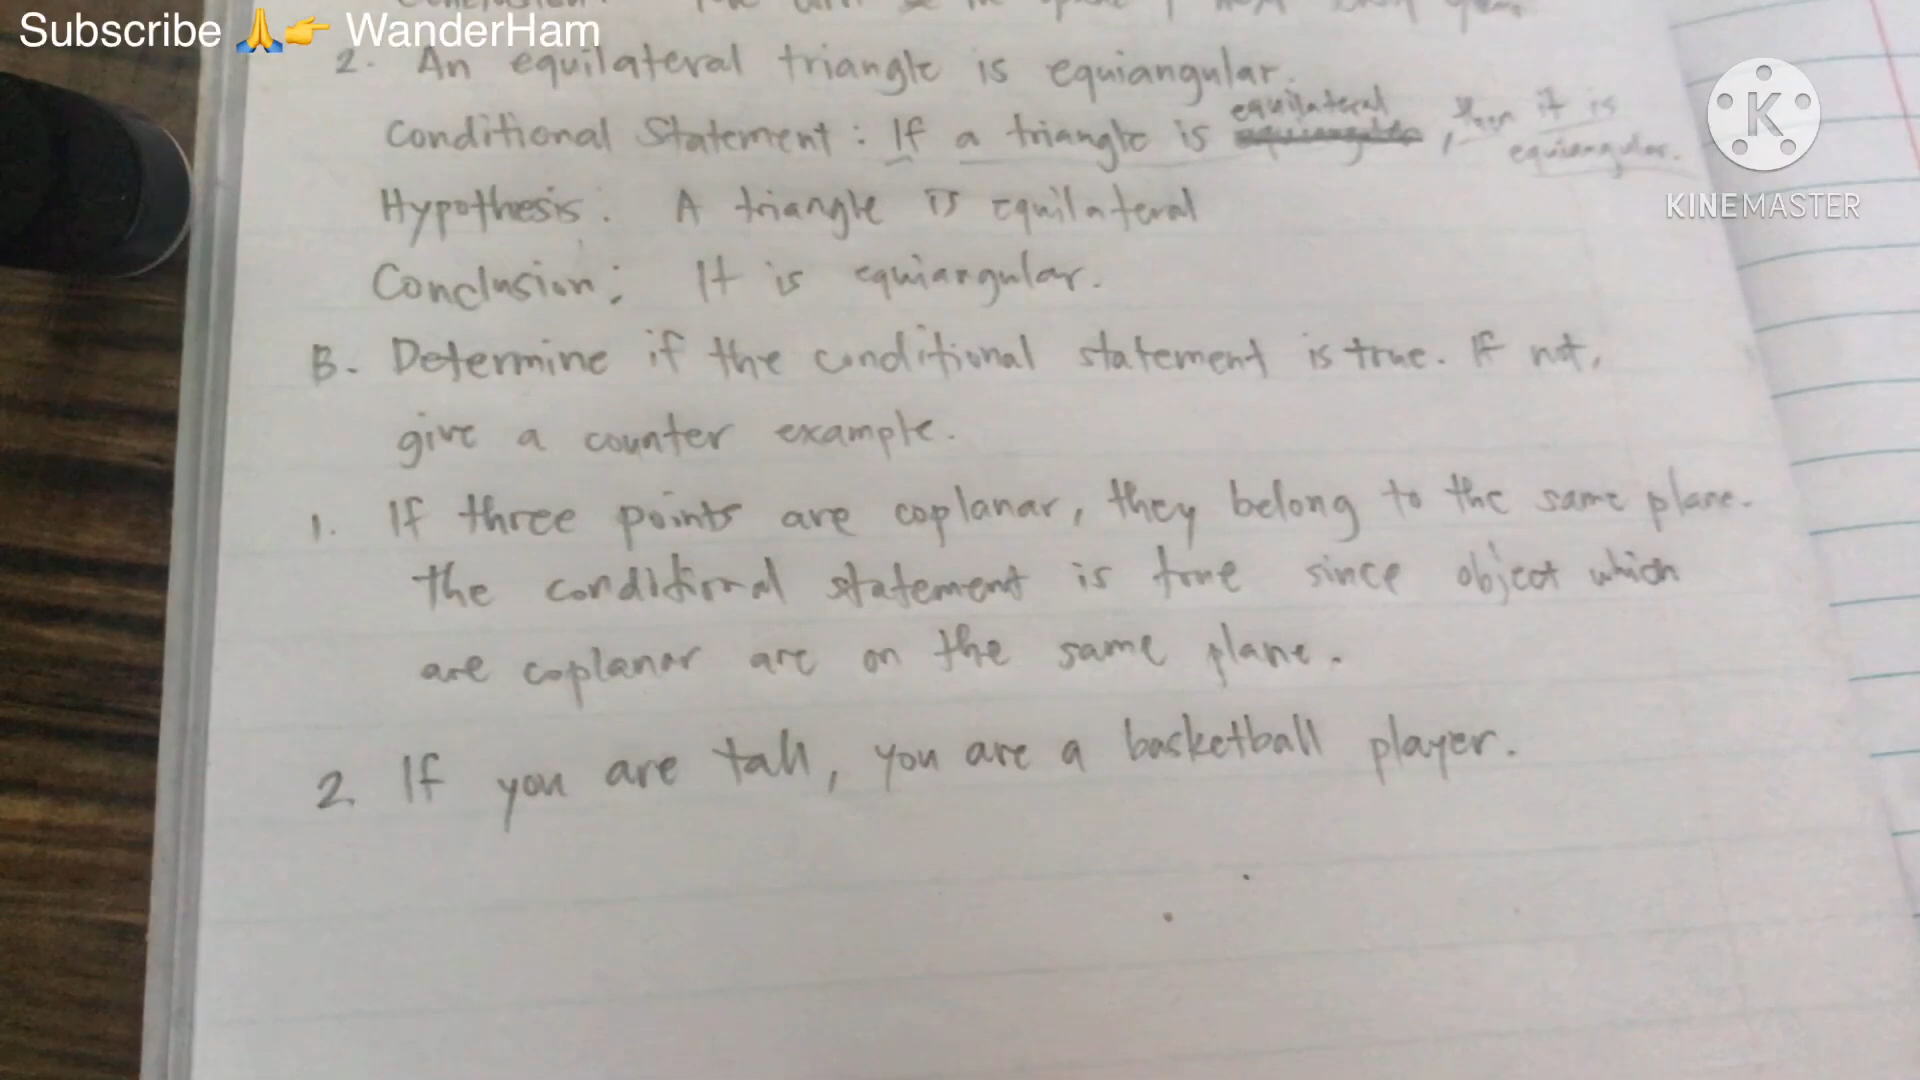 Subscribe 🙏👉 WanderHam
2. An equilateral triangle is equiangular.
Conditional Statement : If a triangle is equilateral, then it is equiangular.
Hypothesis: A triangle is equilateral
Conclusion: It is equiangular.
B. Determine if the conditional statement is true. If not,
give a counter example.
1. If three points are coplanar, they belong to the same plane.
the conditional statement is true since object which
are coplanar are on the same plane.
2. If you are tall, you are a basketball player.
K
KINEMASTER